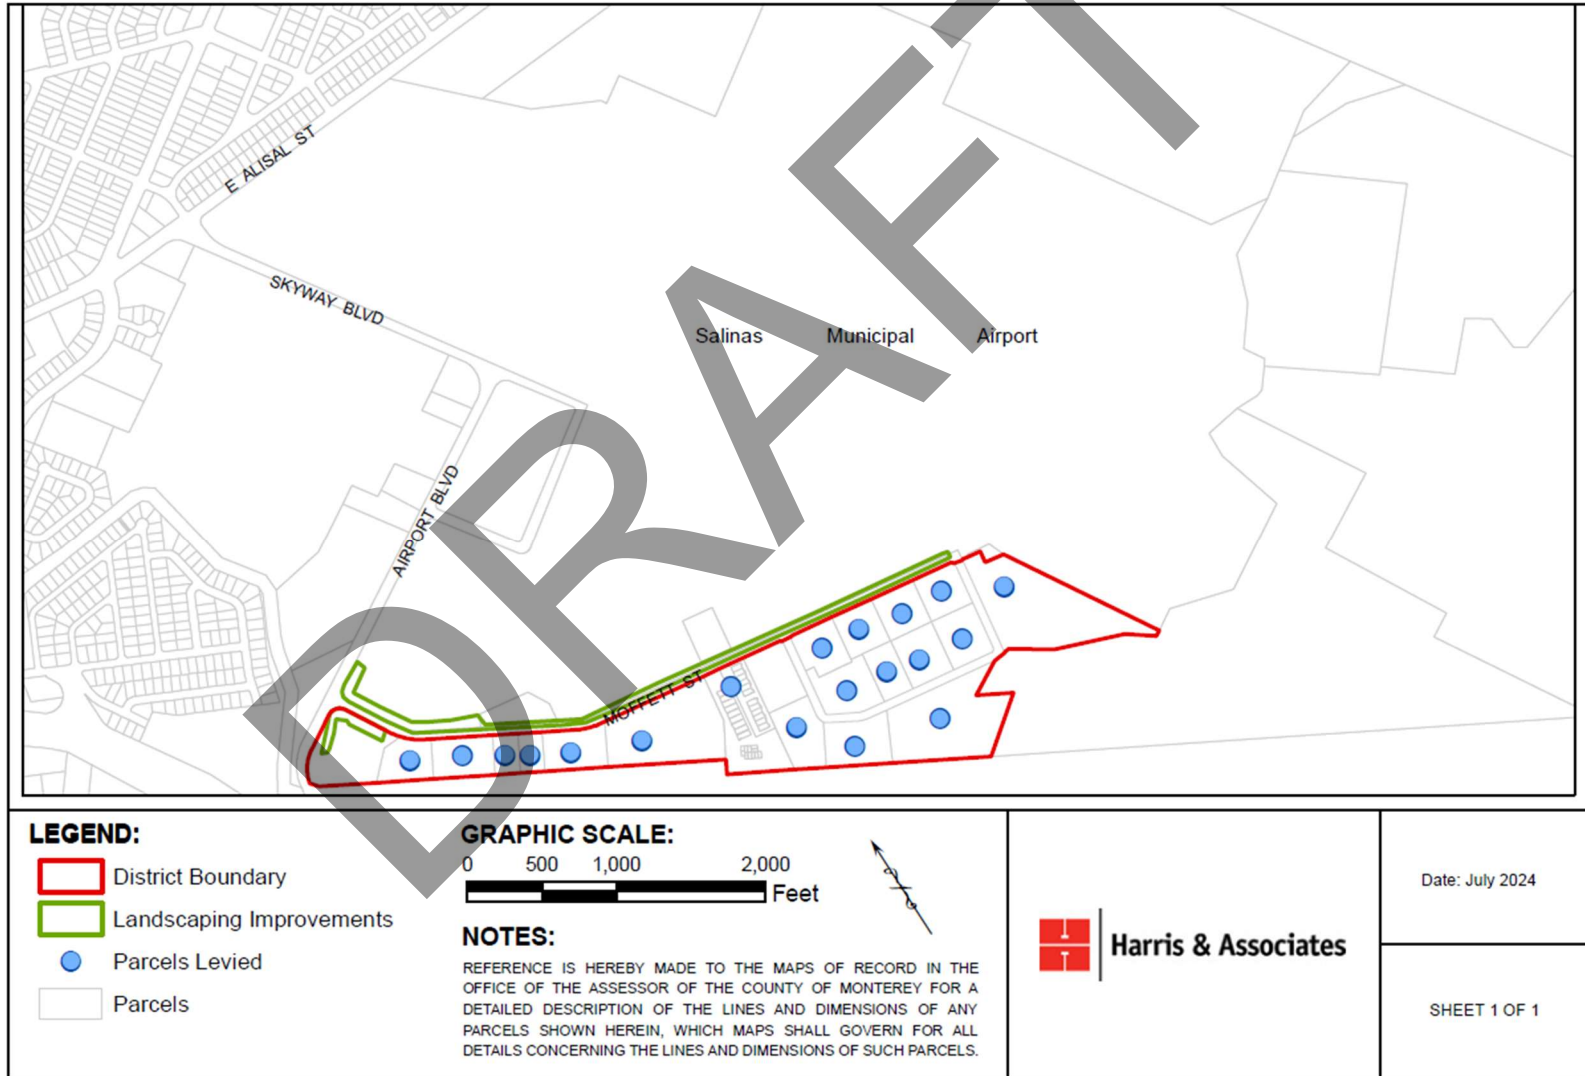 E ALISAL ST
SKYWAY BLVD
Salinas Municipal Airport
AIRPORT BLVD
MOFFETT ST
DRAFT
LEGEND:
District Boundary
Landscaping Improvements
Parcels Levied
Parcels
GRAPHIC SCALE:
0 500 1,000 2,000
Feet
NOTES:
REFERENCE IS HEREBY MADE TO THE MAPS OF RECORD IN THE
OFFICE OF THE ASSESSOR OF THE COUNTY OF MONTEREY FOR A
DETAILED DESCRIPTION OF THE LINES AND DIMENSIONS OF ANY
PARCELS SHOWN HEREIN, WHICH MAPS SHALL GOVERN FOR ALL
DETAILS CONCERNING THE LINES AND DIMENSIONS OF SUCH PARCELS.
Harris & Associates
Date: July 2024
SHEET 1 OF 1